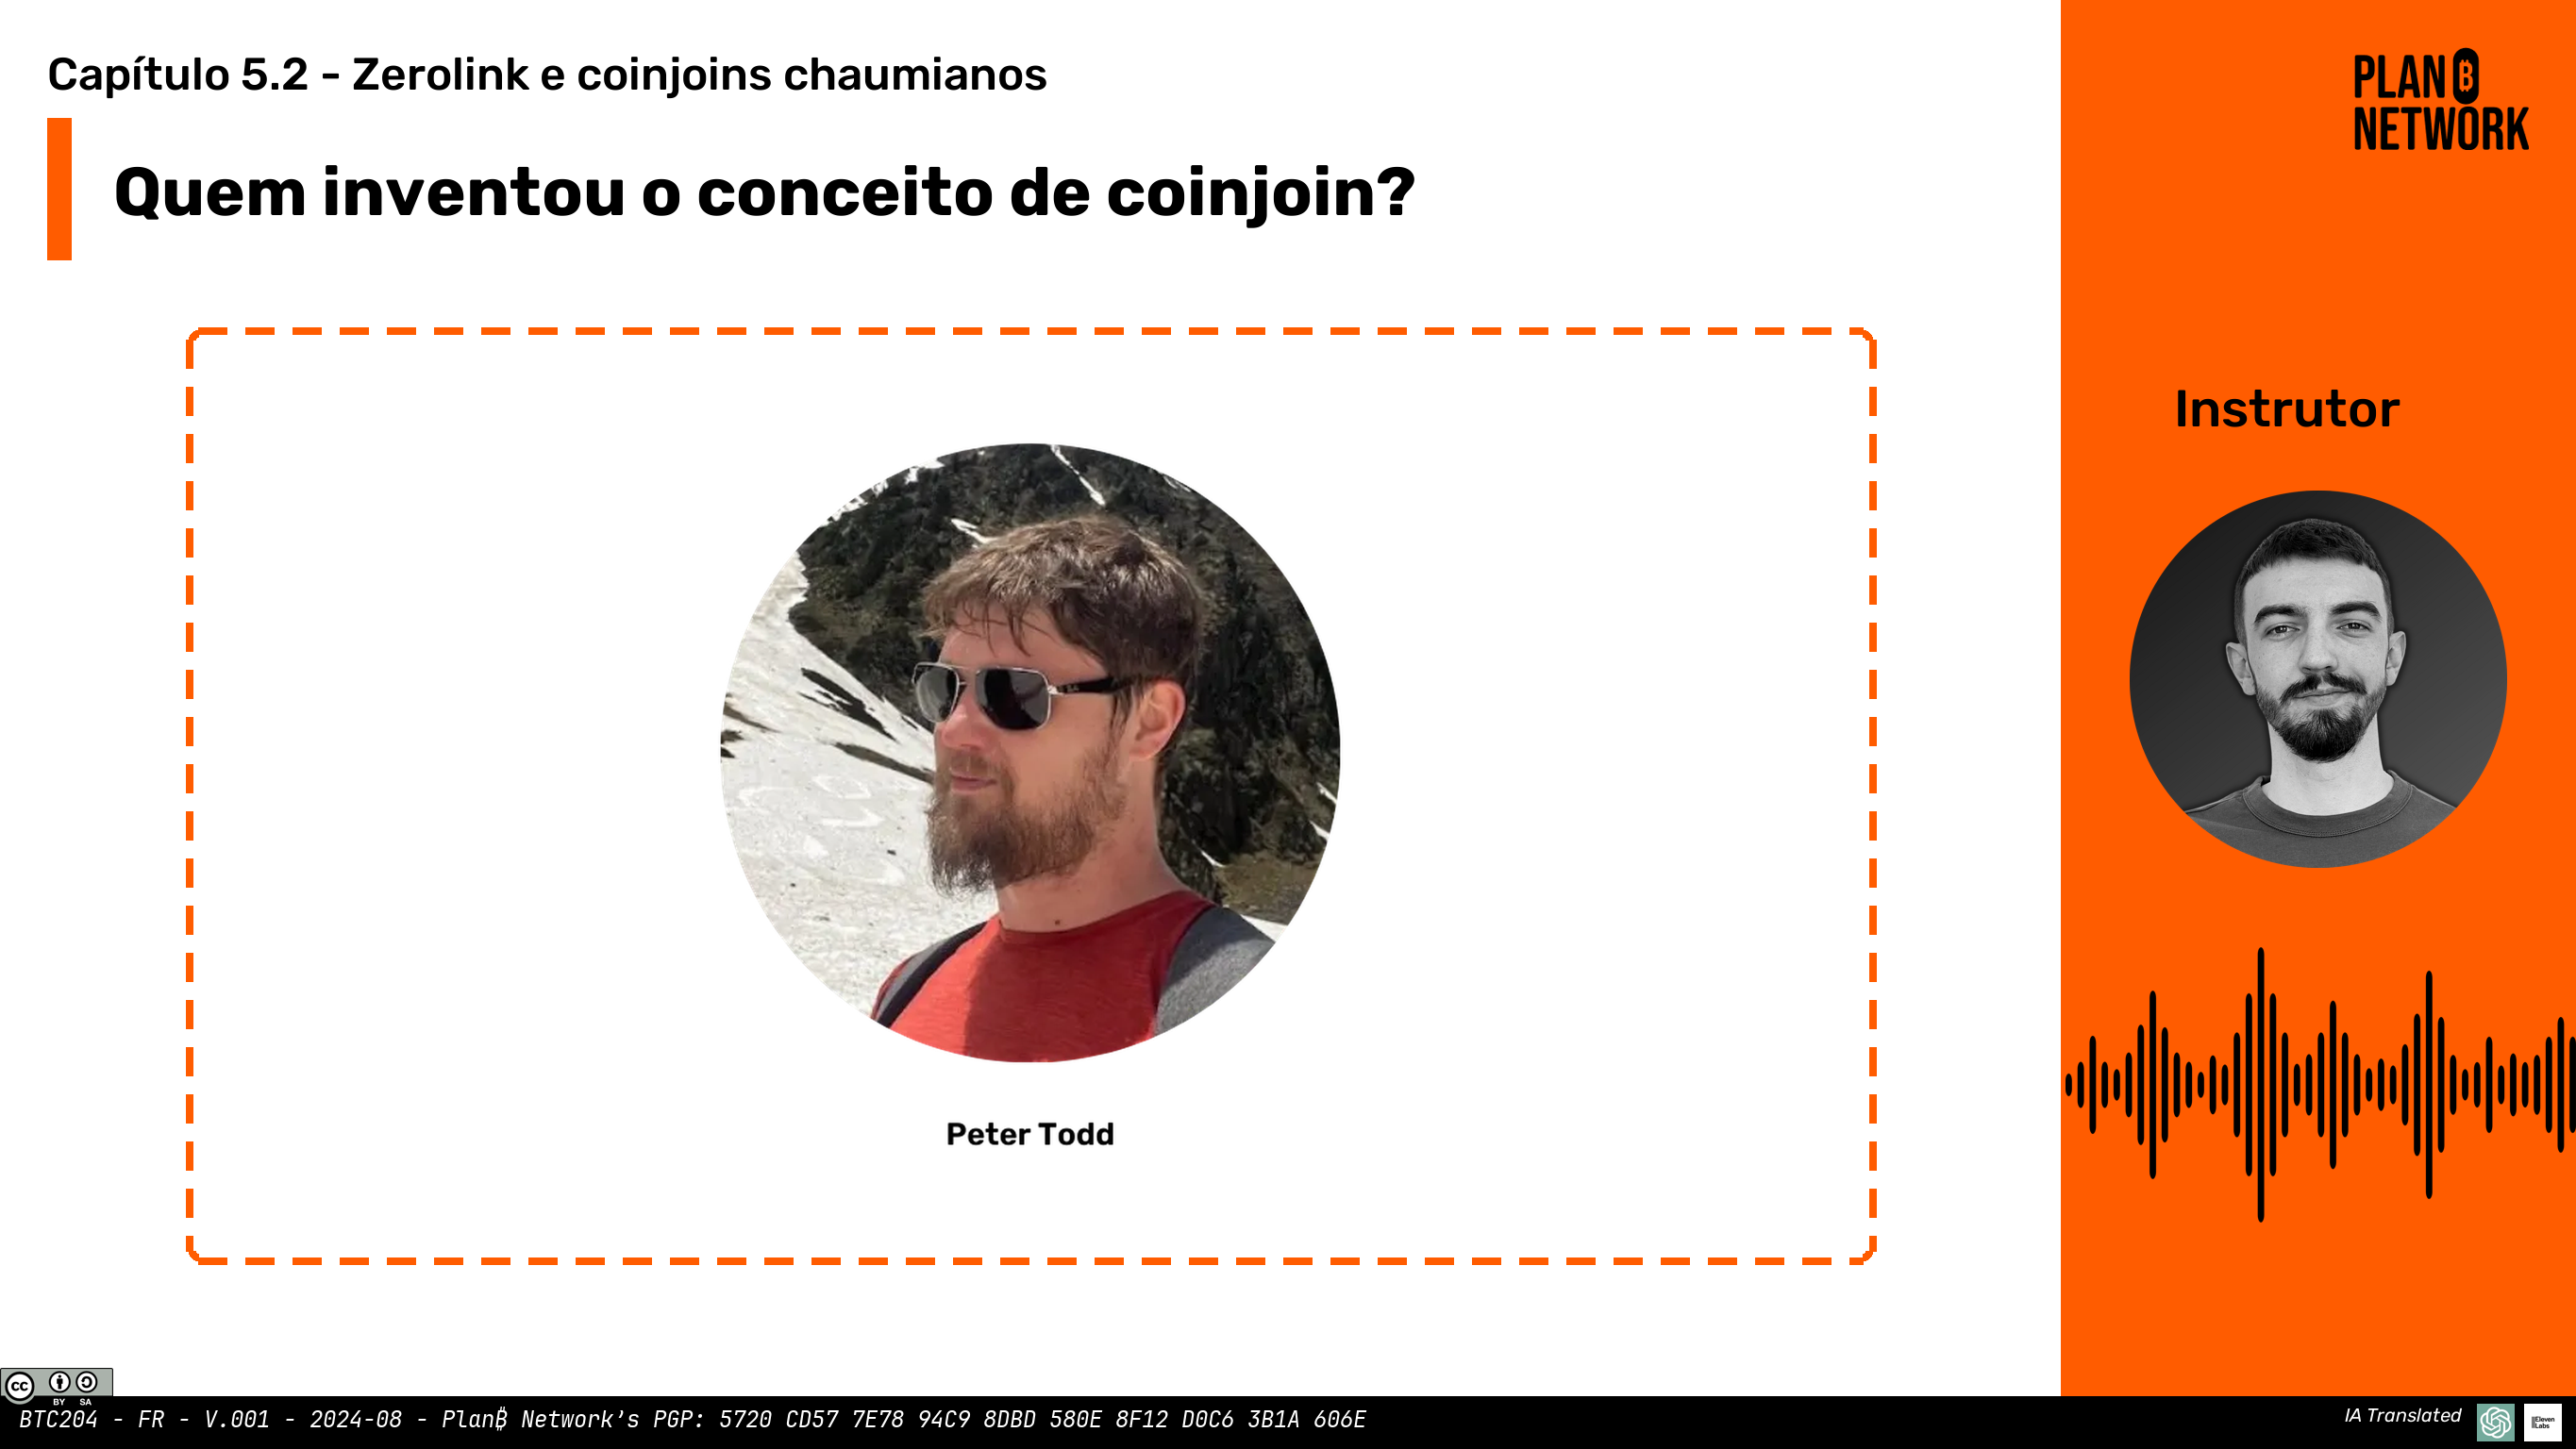 Capítulo 5.2 - Zerolink e coinjoins chaumianos
Quem inventou o conceito de coinjoin?
PLAN ₿
NETWORK
Instrutor
Peter Todd
cc
BY SA
BTC204 - FR - V.001 - 2024-08 - Plan₿ Network's PGP: 5720 CD57 7E78 94C9 8DBD 580E 8F12 D0C6 3B1A 606E
IA Translated
ElevenLabs